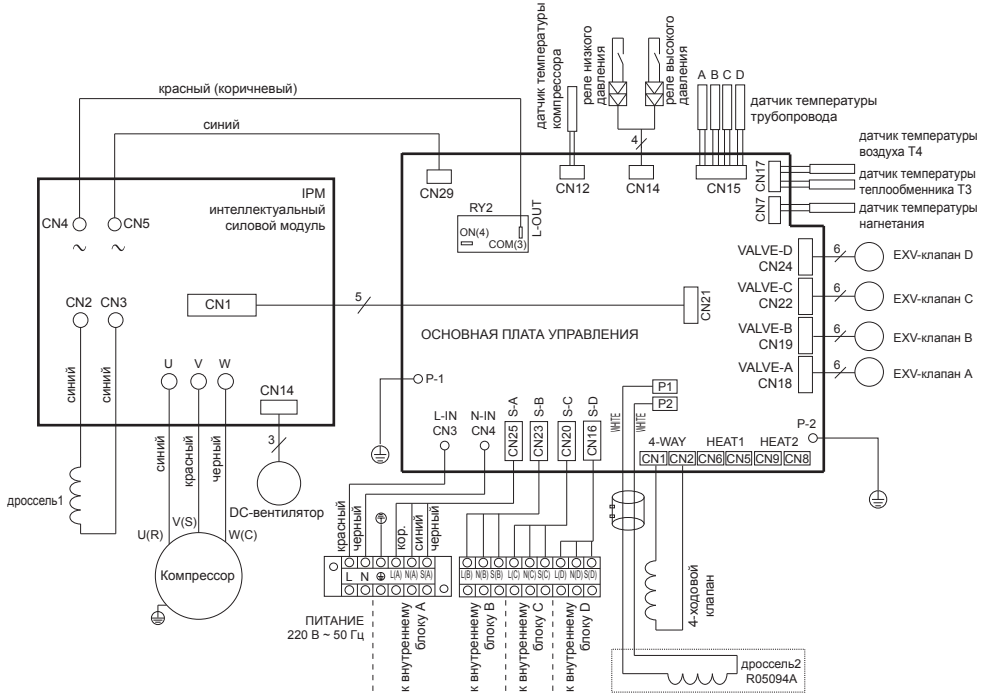 красный (коричневый)
синий
датчик температуры
компрессора
реле низкого
давления
реле высокого
давления
4
A B C D
датчик температуры
трубопровода
датчик температуры
воздуха T4
датчик температуры
теплообменника T3
датчик температуры
нагнетания
CN29
CN12
CN14
CN15
CN17
CN7
IPM
интеллектуальный
силовой модуль
CN4
CN5
~
~
RY2
ON(4)
COM(3)
L-OUT
VALVE-D
CN24
6
EXV-клапан D
VALVE-C
CN22
6
EXV-клапан C
VALVE-B
CN19
6
EXV-клапан B
VALVE-A
CN18
6
EXV-клапан A
CN2
CN3
CN1
5
CN21
ОСНОВНАЯ ПЛАТА УПРАВЛЕНИЯ
синий
синий
U
V
W
CN14
3
P-1
P1
P2
WHITE
WHITE
P-2
L-IN
CN3
N-IN
CN4
S-A
S-B
S-C
S-D
CN25
CN23
CN20
CN16
4-WAY
HEAT1
HEAT2
CN1
CN2
CN6
CN5
CN9
CN8
синий
красный
черный
дроссель1
DC-вентилятор
U(R)
V(S)
W(C)
Компрессор
красный
черный
кор.
синий
черный
L
N
L(A)
N(A)
S(A)
L(B)
N(B)
S(B)
L(C)
N(C)
S(C)
L(D)
N(D)
S(D)
ПИТАНИЕ
220 В ~ 50 Гц
к внутреннему
блоку A
к внутреннему
блоку B
к внутреннему
блоку C
к внутреннему
блоку D
4-ходовой
клапан
дроссель2
R05094A